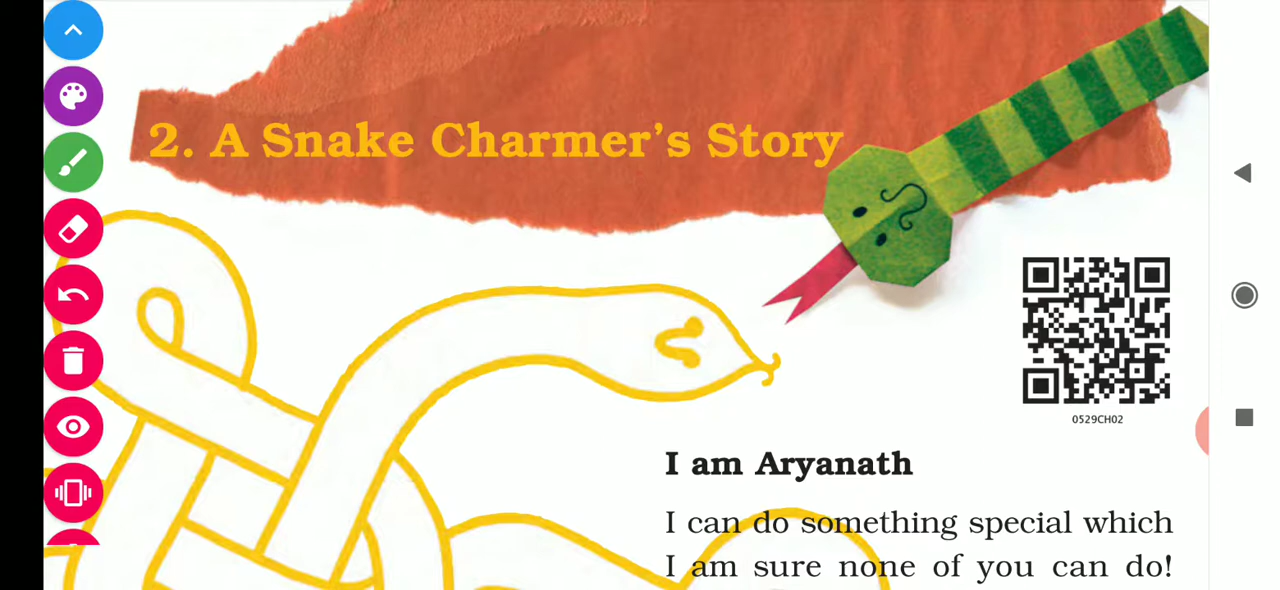 2. A Snake Charmer's Story
0529CH02
I am Aryanath
I can do something special which
I am sure none of you can do!